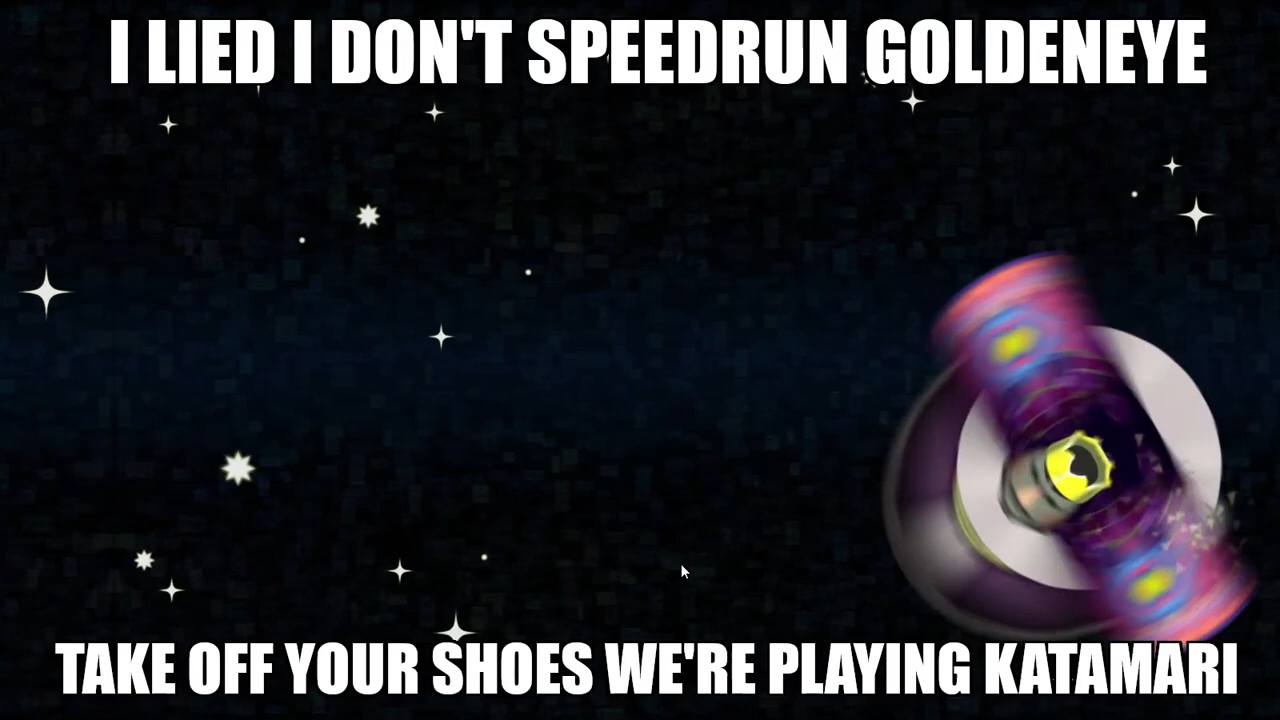 I LIED I DON'T SPEEDRUN GOLDENEYE
TAKE OFF YOUR SHOES WE'RE PLAYING KATAMARI